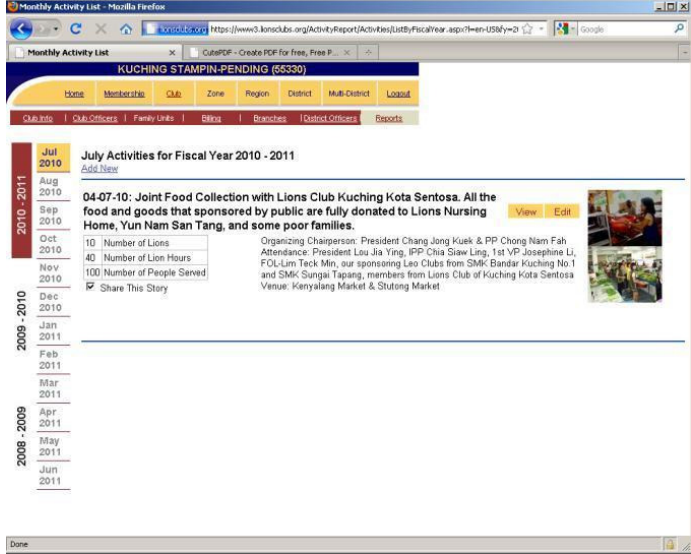 Monthly Activity List - Mozilla Firefox
lionsclubs.org https://www3.lionsclubs.org/ActivityReport/Activities/ListByFiscalYear.aspx?l=en-US&fy=2(
Google
Monthly Activity List
CutePDF - Create PDF for free, Free P...
KUCHING STAMPIN-PENDING (55330)
Home Membership Club Zone Region District Multi-District Logout
Club Info | Club Officers | Family Units | Billing | Branches | District Officers | Reports
2010 - 2011
2009 - 2010
2008 - 2009
Jul
2010
Aug
2010
Sep
2010
Oct
2010
Nov
2010
Dec
2010
Jan
2011
Feb
2011
Mar
2011
Apr
2011
May
2011
Jun
2011
July Activities for Fiscal Year 2010 - 2011
Add New
04-07-10: Joint Food Collection with Lions Club Kuching Kota Sentosa. All the
food and goods that sponsored by public are fully donated to Lions Nursing
Home, Yun Nam San Tang, and some poor families.
View Edit
10 Number of Lions
40 Number of Lion Hours
100 Number of People Served
Share This Story
Organizing Chairperson: President Chang Jong Kuek & PP Chong Nam Fah
Attendance: President Lou Jia Ying, IPP Chia Siaw Ling, 1st VP Josephine Li,
FOL-Lim Teck Min, our sponsoring Leo Clubs from SMK Bandar Kuching No.1
and SMK Sungai Tapang, members from Lions Club of Kuching Kota Sentosa
Venue: Kenyalang Market & Stutong Market
Done